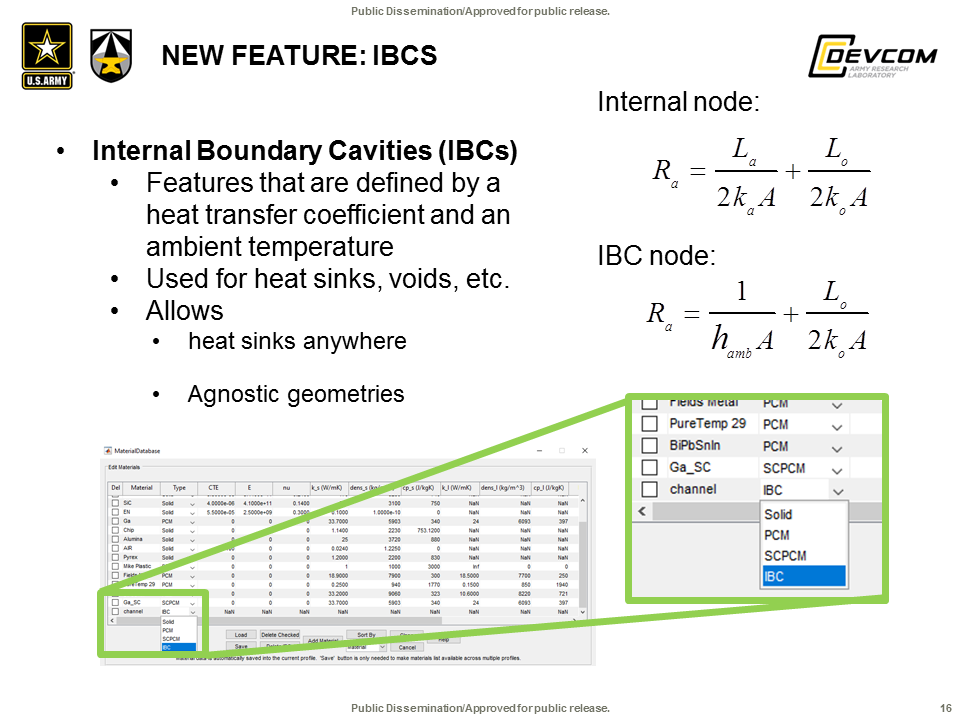 Public Dissemination/Approved for public release.
U.S.ARMY
NEW FEATURE: IBCS
DEVCOM
ARMY RESEARCH
LABORATORY
• Internal Boundary Cavities (IBCs)
• Features that are defined by a
heat transfer coefficient and an
ambient temperature
• Used for heat sinks, voids, etc.
• Allows
• heat sinks anywhere
• Agnostic geometries
Internal node:
R_a = L_a / 2k_a A + L_o / 2k_o A
IBC node:
R_a = 1 / h_amb A + L_o / 2k_o A
MaterialDatabase
Edit Materials
Del Material Type CTE E nu k_s (W/mK) dens_s cp_s (J/kgK) k_l (W/mK) dens_l (kg/m^3) cp_l (J/kgK)
SiC Solid 4.0000e-06 4.1000e+11 0.1400 3100 750 NaN NaN NaN
EN Solid 5.5000e-05 2.5000e+09 0.3000 0.1000 1.0000e-10 0 NaN NaN NaN
Ga PCM 0 0 0 33.7000 5903 340 24 6093 397
Chip Solid 0 0 0 1.1400 2230 753.1200 NaN NaN NaN
Alumina Solid 0 0 0 25 3720 880 NaN NaN NaN
AIR Solid 0 0 0 0.0240 1.2250 0 NaN NaN NaN
Pyrex Solid 0 0 0 1.2000 2200 830 NaN NaN NaN
Mike Plastic Solid 0 0 0 1 1000 3000 Inf 0 0
Fields PCM 0 0 0 18.9000 7900 300 18.5000 7700 250
PureTemp 29 PCM 0 0 0 0.2500 940 1770 0.1500 850 1940
0 0 33.2000 9060 323 10.6000 8220 721
Ga_SC SCPCM 0 0 0 33.7000 5903 340 24 6093 397
channel IBC NaN NaN NaN NaN NaN NaN NaN NaN NaN
Solid
PCM
SCPCM
IBC
Load Delete Checked Add Material Sort By Help
Save Material Cancel
Material data is automatically saved into the current profile. 'Save' button is only needed to make materials list available across multiple profiles.
Fields Metal PCM
PureTemp 29 PCM
BiPbSnIn PCM
Ga_SC SCPCM
channel IBC
Solid
PCM
SCPCM
IBC
Public Dissemination/Approved for public release.
16